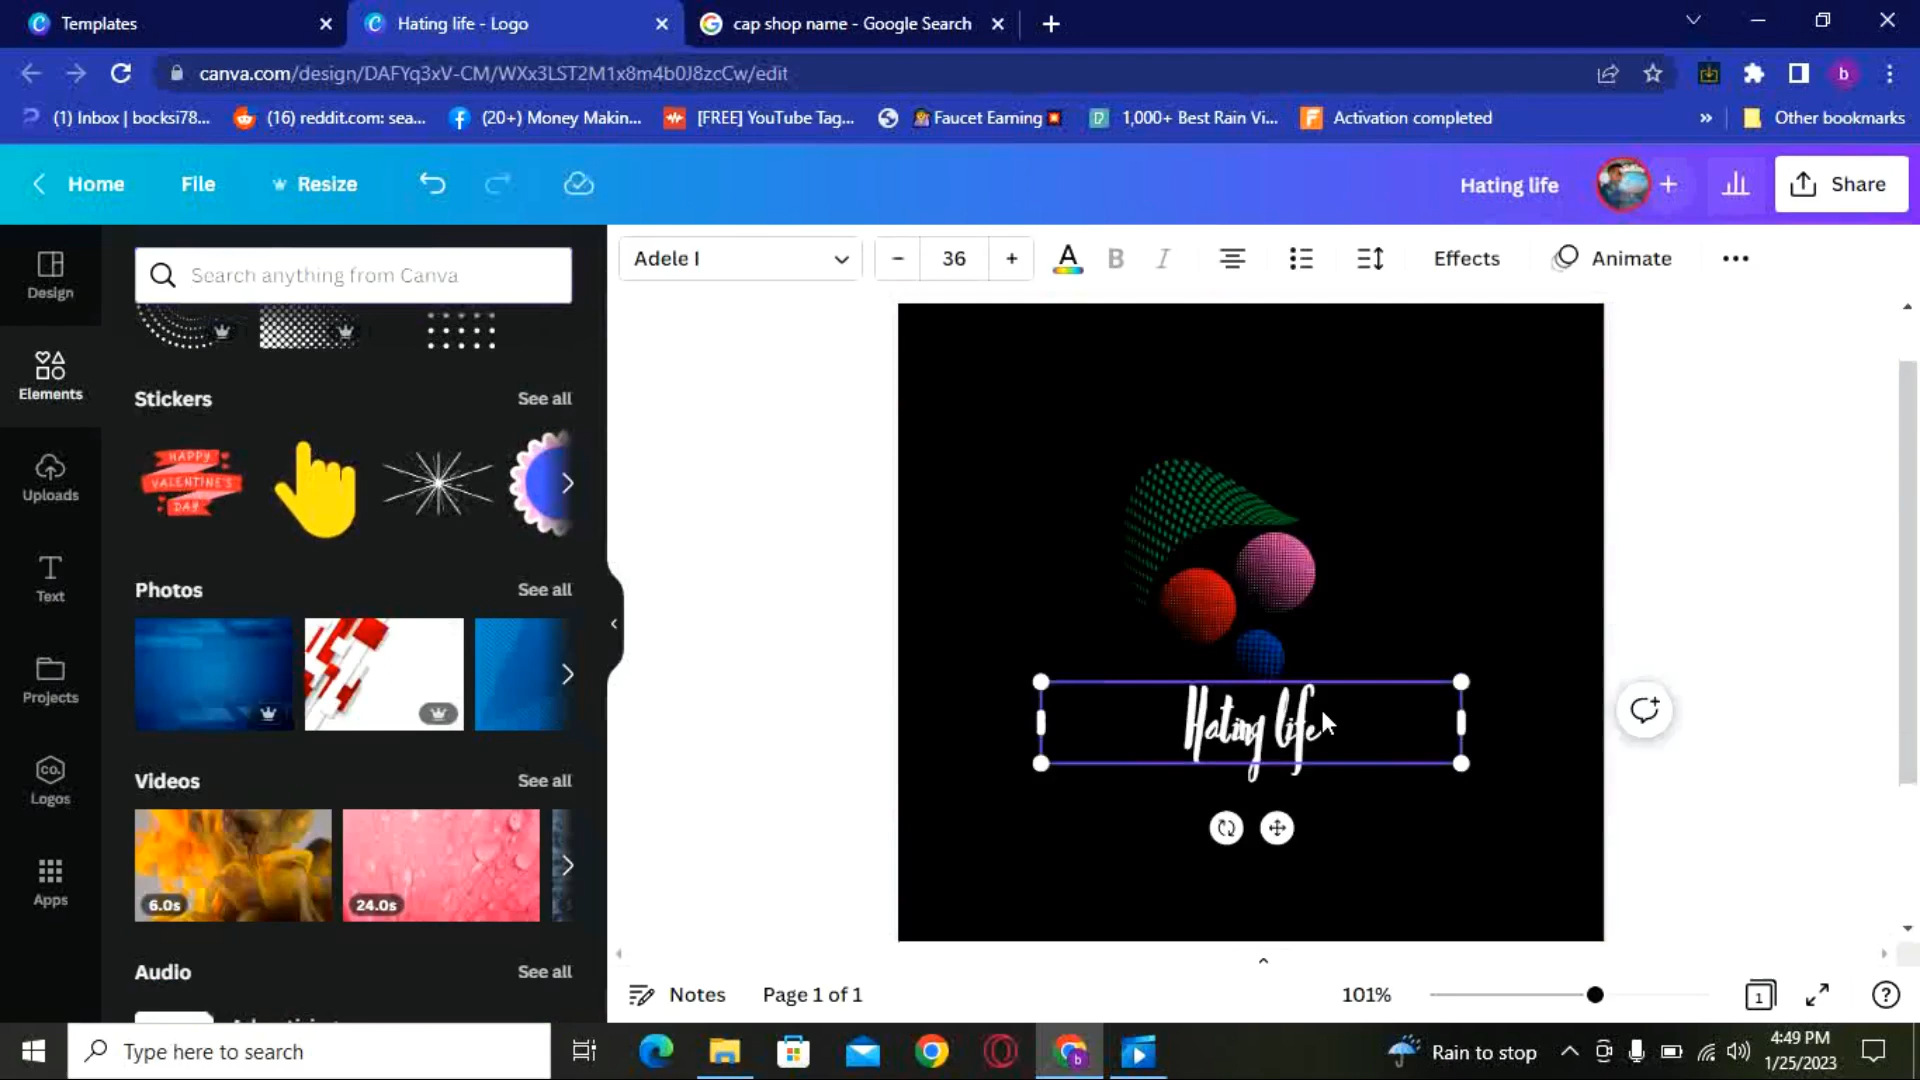 Templates
Hating life - Logo
cap shop name - Google Search
canva.com/design/DAFYq3xV-CM/WXx3LST2M1x8m4b0J8zcCw/edit
b
(1) Inbox | bocksi78...
(16) reddit.com: sea...
(20+) Money Makin...
[FREE] YouTube Tag...
Faucet Earning
1,000+ Best Rain Vi...
Activation completed
»
Other bookmarks
Home
File
Resize
Hating life
Share
Design
Elements
Uploads
Text
Projects
CO.
Logos
Apps
Search anything from Canva
Stickers
See all
HAPPY
VALENTINE'S
DAY
Photos
See all
Videos
See all
6.0s
24.0s
Audio
See all
Adele I
36
A
B
I
Effects
Animate
Hating life
Notes
Page 1 of 1
101%
1
Type here to search
Rain to stop
4:49 PM
1/25/2023